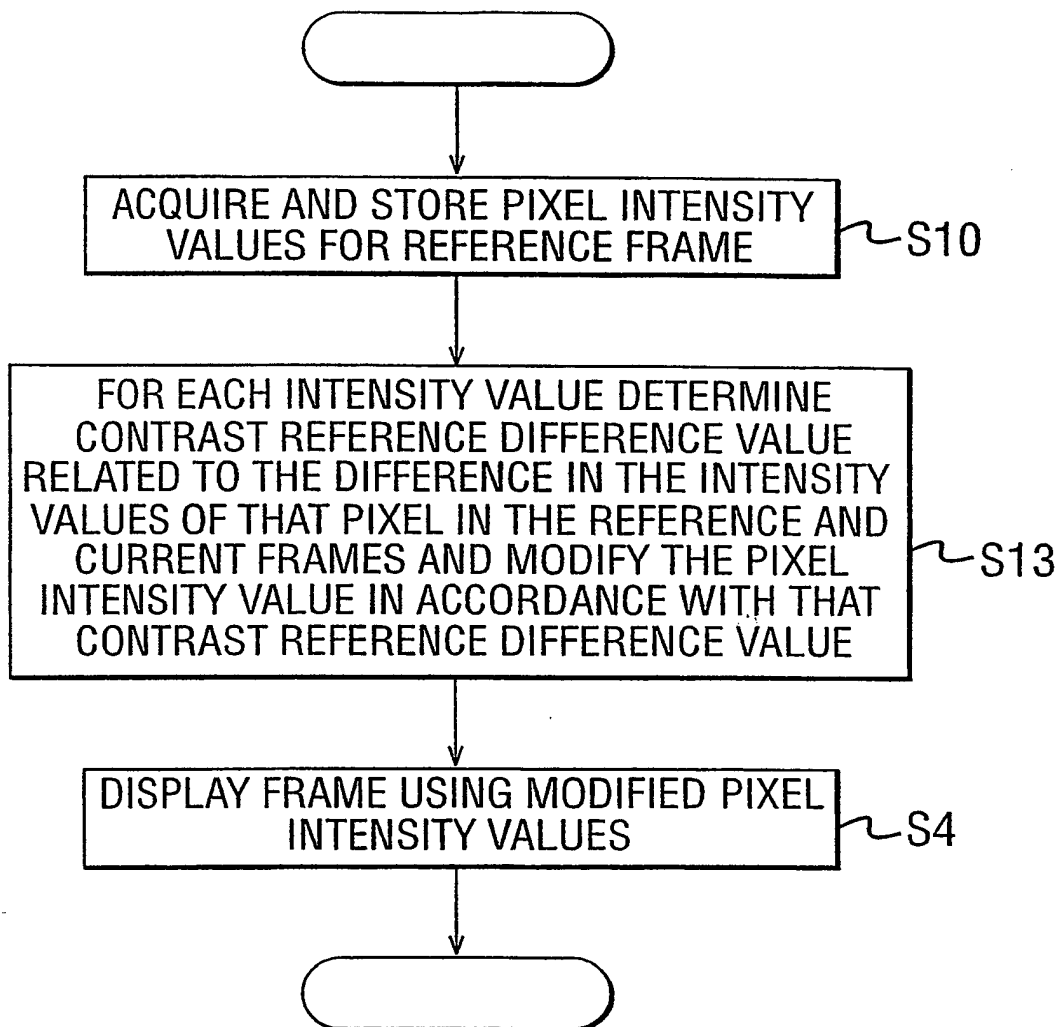 ACQUIRE AND STORE PIXEL INTENSITY
VALUES FOR REFERENCE FRAME
S10
FOR EACH INTENSITY VALUE DETERMINE
CONTRAST REFERENCE DIFFERENCE VALUE
RELATED TO THE DIFFERENCE IN THE INTENSITY
VALUES OF THAT PIXEL IN THE REFERENCE AND
CURRENT FRAMES AND MODIFY THE PIXEL
INTENSITY VALUE IN ACCORDANCE WITH THAT
CONTRAST REFERENCE DIFFERENCE VALUE
S13
DISPLAY FRAME USING MODIFIED PIXEL
INTENSITY VALUES
S4